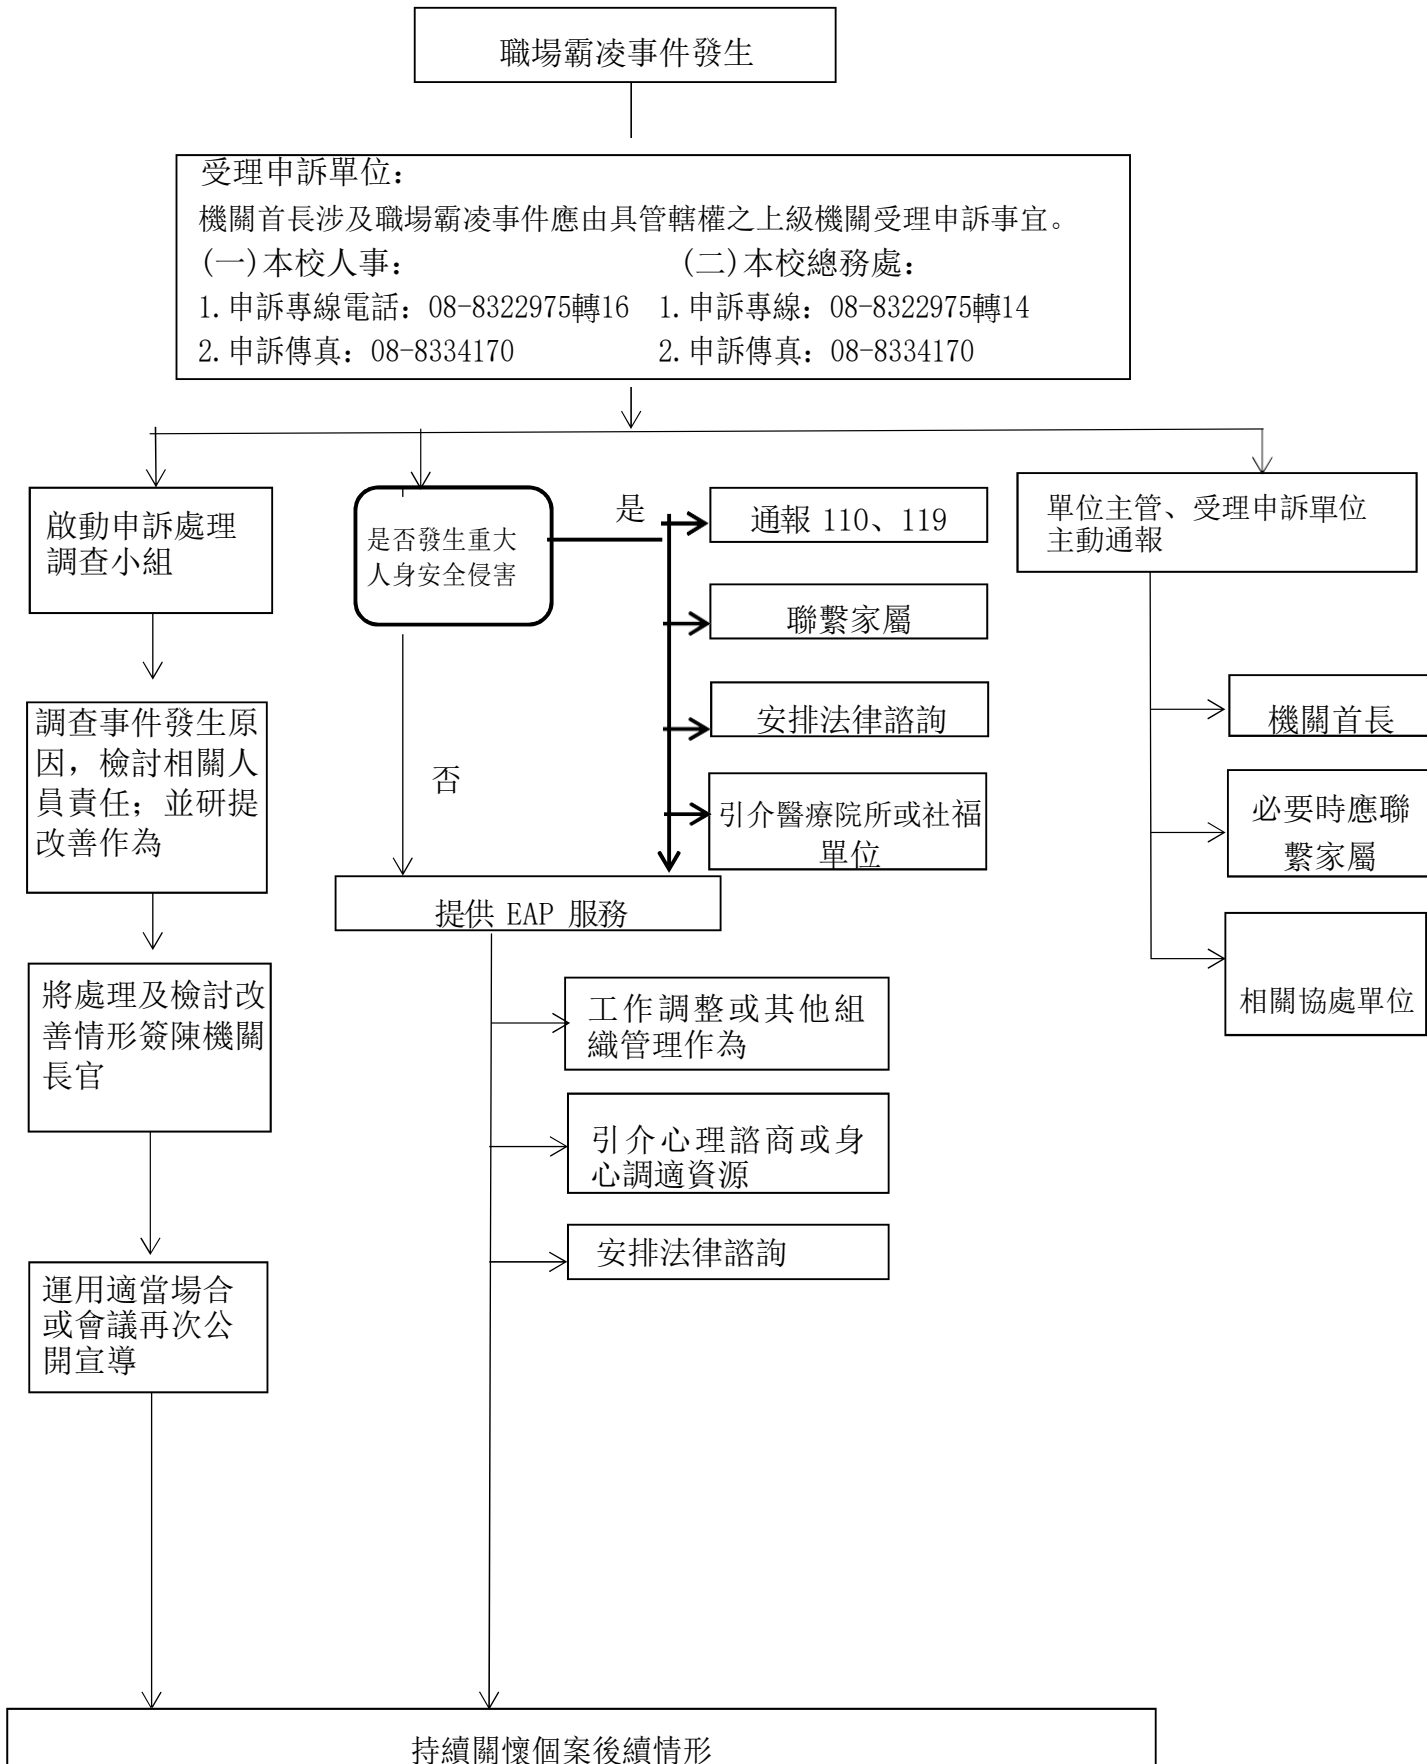 職場霸凌事件發生
受理申訴單位：
機關首長涉及職場霸凌事件應由具管轄權之上級機關受理申訴事宜。
(一)本校人事：
1.申訴專線電話：08-8322975轉16
2.申訴傳真：08-8334170
(二)本校總務處：
1.申訴專線：08-8322975轉14
2.申訴傳真：08-8334170
啟動申訴處理
調查小組
調查事件發生原
因，檢討相關人
員責任；並研提
改善作為
將處理及檢討改
善情形簽陳機關
長官
運用適當場合
或會議再次公
開宣導
是否發生重大
人身安全侵害
是
通報 110、119
聯繫家屬
安排法律諮詢
引介醫療院所或社福
單位
否
提供 EAP 服務
工作調整或其他組
織管理作為
引介心理諮商或身
心調適資源
安排法律諮詢
單位主管、受理申訴單位
主動通報
機關首長
必要時應聯
繫家屬
相關協處單位
持續關懷個案後續情形